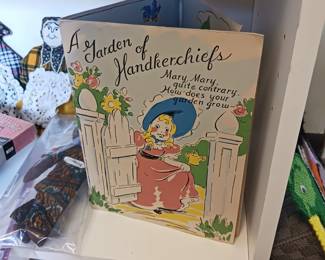 A Garden of
Handkerchiefs
Mary, Mary,
quite contrary,
How does your
garden grow